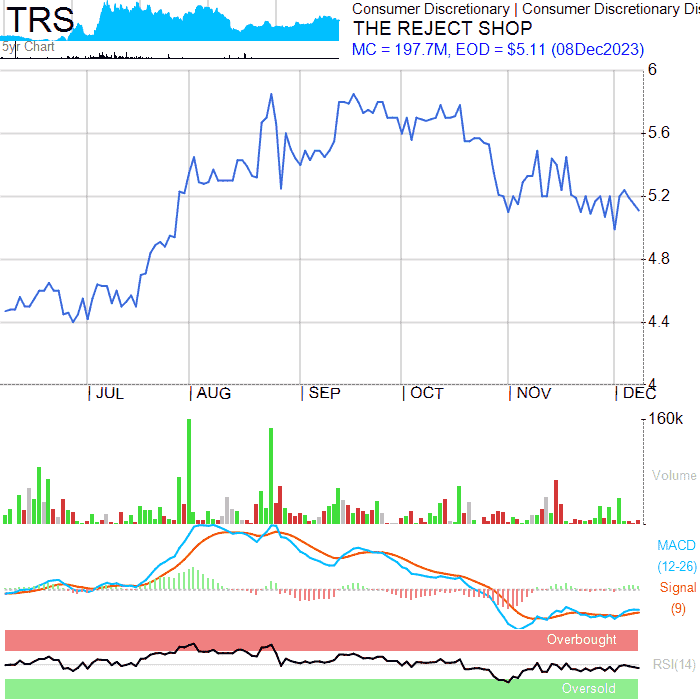 TRS
5yr Chart
Consumer Discretionary | Consumer Discretionary Dis
THE REJECT SHOP
MC = 197.7M, EOD = $5.11 (08Dec2023)
6
5.6
5.2
4.8
4.4
4
JUL AUG SEP OCT NOV DEC
160k
Volume
MACD
(12-26)
Signal
(9)
Overbought
RSI(14)
Oversold